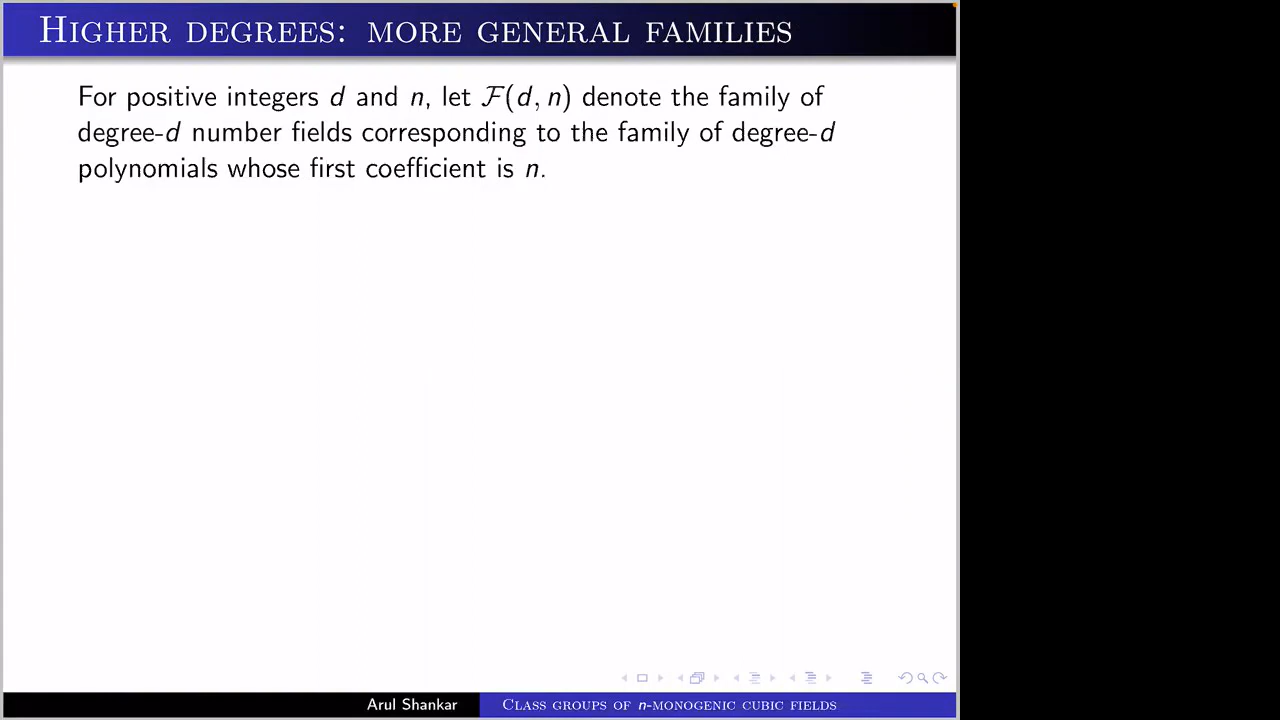 HIGHER DEGREES: MORE GENERAL FAMILIES
For positive integers d and n, let 𝓕(d, n) denote the family of
degree-d number fields corresponding to the family of degree-d
polynomials whose first coefficient is n.
Arul Shankar
CLASS GROUPS OF n-MONOGENIC CUBIC FIELDS